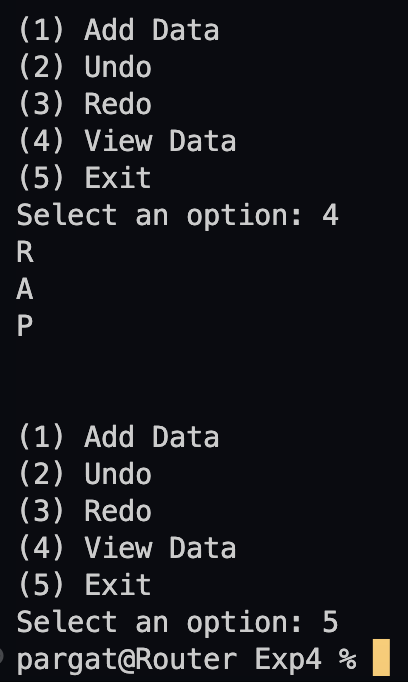 (1) Add Data
(2) Undo
(3) Redo
(4) View Data
(5) Exit
Select an option: 4
R
A
P
(1) Add Data
(2) Undo
(3) Redo
(4) View Data
(5) Exit
Select an option: 5
pargat@Router Exp4 %